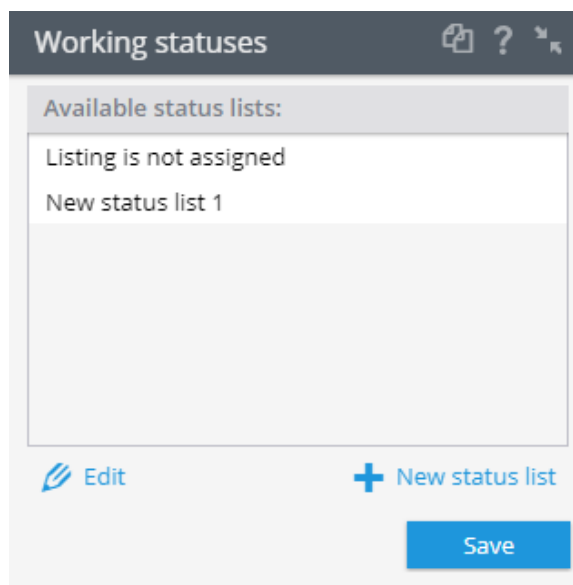 Working statuses ?
Available status lists:
Listing is not assigned
New status list 1
Edit New status list
Save